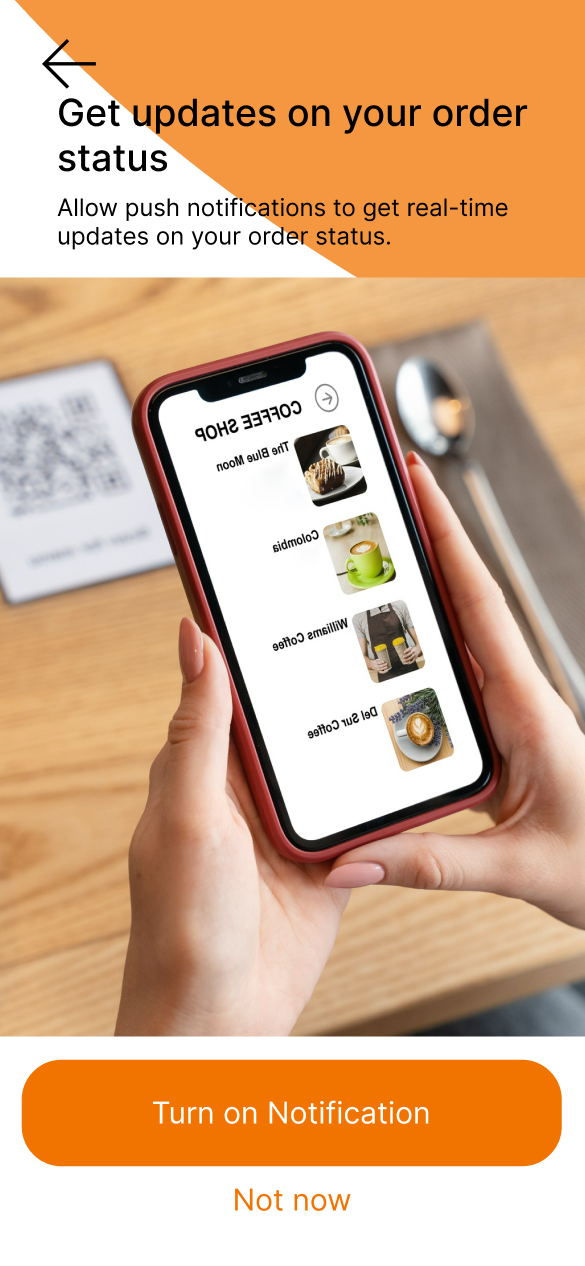 Get updates on your order
status
Allow push notifications to get real-time
updates on your order status.
COFFEE SHOP
The Blue Moon
Colombia
Williams Coffee
Del Sur Coffee
Turn on Notification
Not now